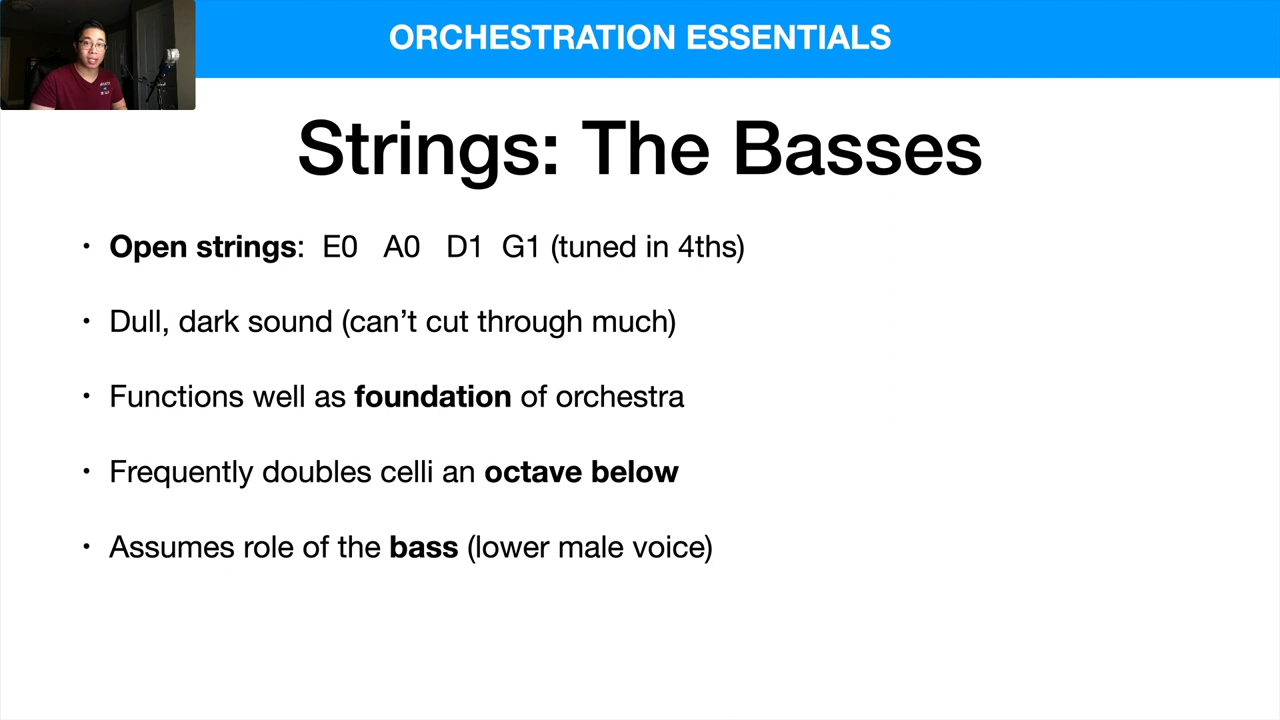 ORCHESTRATION ESSENTIALS
Strings: The Basses
• Open strings: E0 A0 D1 G1 (tuned in 4ths)
• Dull, dark sound (can’t cut through much)
• Functions well as foundation of orchestra
• Frequently doubles celli an octave below
• Assumes role of the bass (lower male voice)